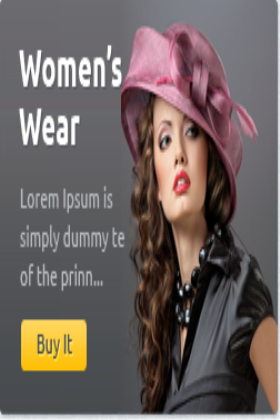 Women's
Wear
Lorem Ipsum is
simply dummy te
of the prinn...
Buy It